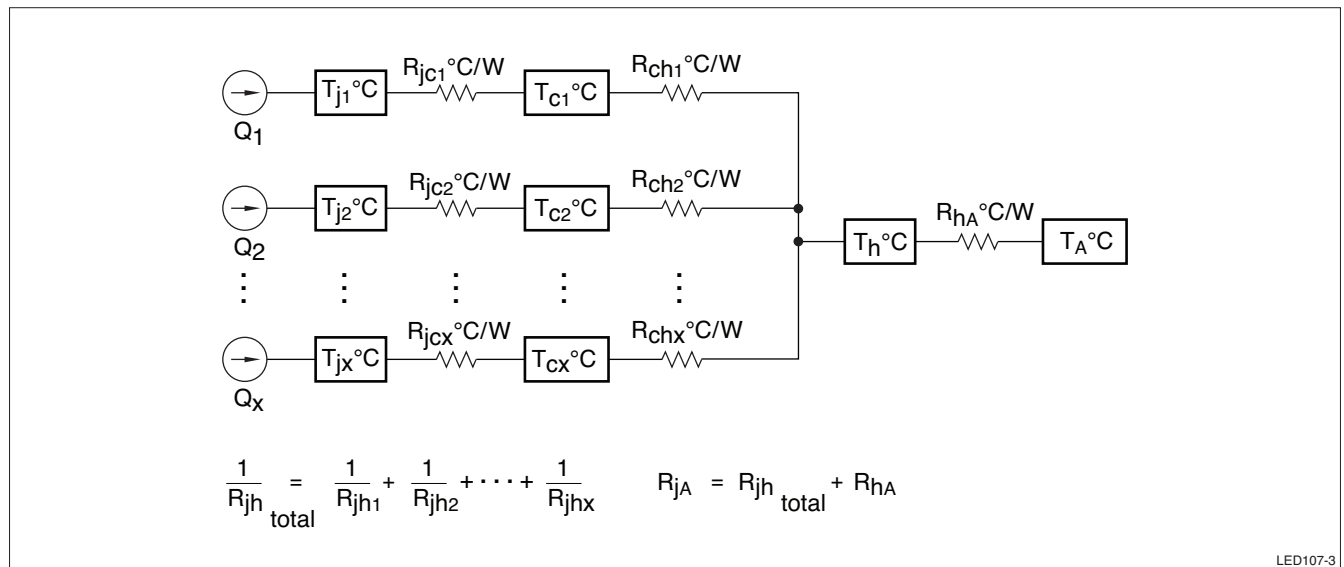 Rjc1°C/W Rch1°C/W
Tj1°C Tc1°C
Q1
Rjc2°C/W Rch2°C/W
Tj2°C Tc2°C
Q2
RhA°C/W
Th°C TA°C
Rjcx°C/W Rchx°C/W
Tjx°C Tcx°C
Qx
1/Rjh total = 1/Rjh1 + 1/Rjh2 + · · · + 1/Rjhx RjA = Rjh total + RhA
LED107-3